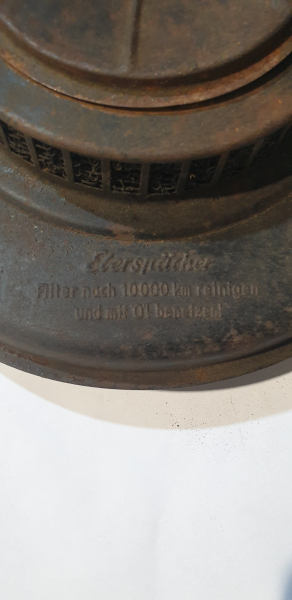 Eberspächer
Filter nach 10000 km reinigen
und mit Öl benetzen!